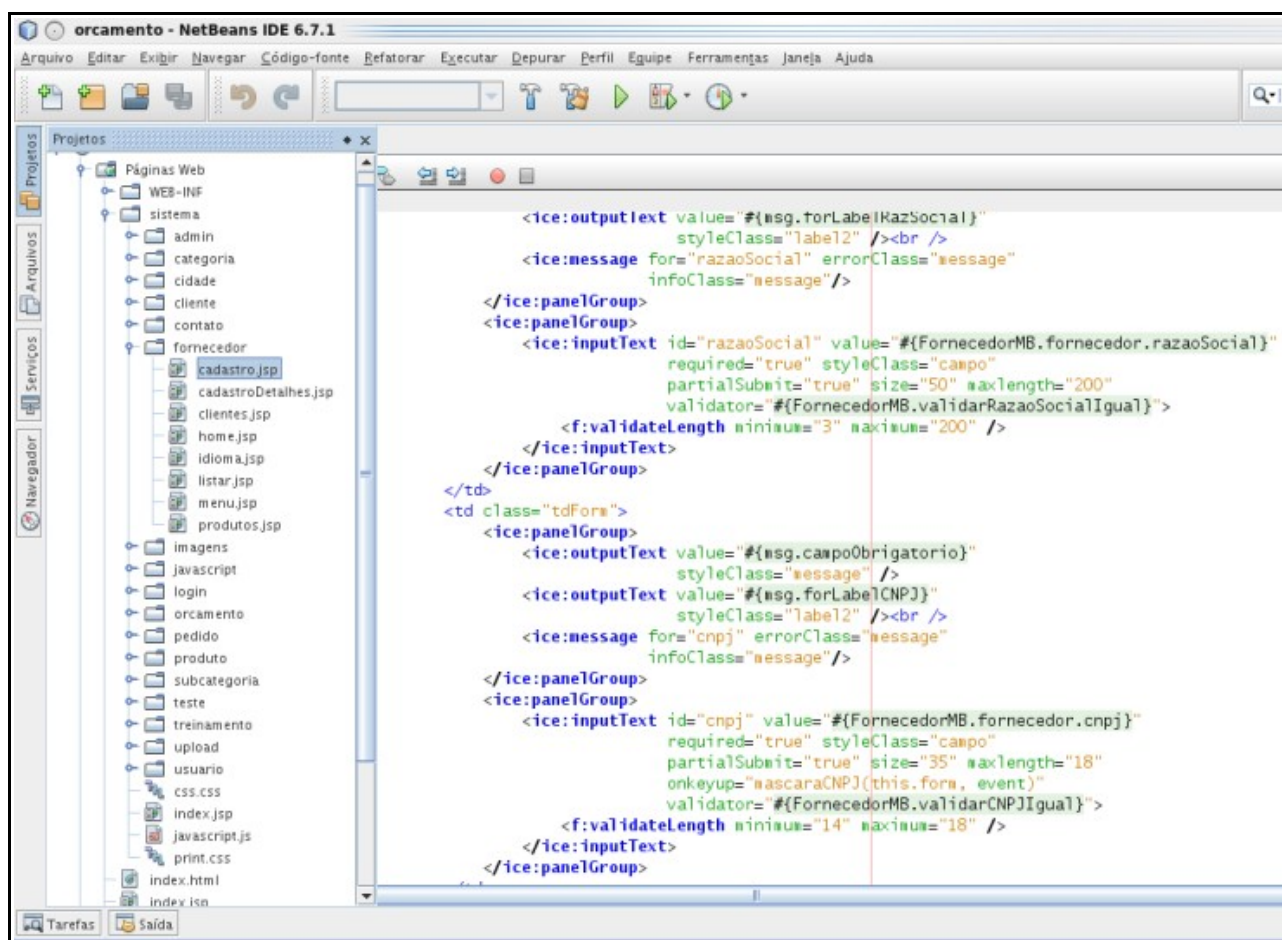 orcamento - NetBeans IDE 6.7.1
Arquivo Editar Exibir Navegar Código-fonte Refatorar Executar Depurar Perfil Equipe Ferramentas Janela Ajuda
Projetos
Projetos
Arquivos
Serviços
Navegador
Páginas Web
WEB-INF
sistema
admin
categoria
cidade
cliente
contato
fornecedor
cadastro.jsp
cadastroDetalhes.jsp
clientes.jsp
home.jsp
idioma.jsp
listar.jsp
menu.jsp
produtos.jsp
imagens
javascript
login
orcamento
pedido
produto
subcategoria
teste
treinamento
upload
usuario
css.css
index.jsp
javascript.js
print.css
index.html
index.jsp
<ice:outputText value="#{msg.forLabelRazSocial}"
styleClass="label2" /><br />
<ice:message for="razaoSocial" errorClass="message"
infoClass="message"/>
</ice:panelGroup>
<ice:panelGroup>
<ice:inputText id="razaoSocial" value="#{FornecedorMB.fornecedor.razaoSocial}"
required="true" styleClass="campo"
partialSubmit="true" size="50" maxlength="200"
validator="#{FornecedorMB.validarRazaoSocialIgual}">
<f:validateLength minimum="3" maximum="200" />
</ice:inputText>
</ice:panelGroup>
</td>
<td class="tdForm">
<ice:panelGroup>
<ice:outputText value="#{msg.campoObrigatorio}"
styleClass="message" />
<ice:outputText value="#{msg.forLabelCNPJ}"
styleClass="label2" /><br />
<ice:message for="cnpj" errorClass="message"
infoClass="message"/>
</ice:panelGroup>
<ice:panelGroup>
<ice:inputText id="cnpj" value="#{FornecedorMB.fornecedor.cnpj}"
required="true" styleClass="campo"
partialSubmit="true" size="35" maxlength="18"
onkeyup="mascaraCNPJ(this.form, event)"
validator="#{FornecedorMB.validarCNPJIgual}">
<f:validateLength minimum="14" maximum="18" />
</ice:inputText>
</ice:panelGroup>
Tarefas Saída